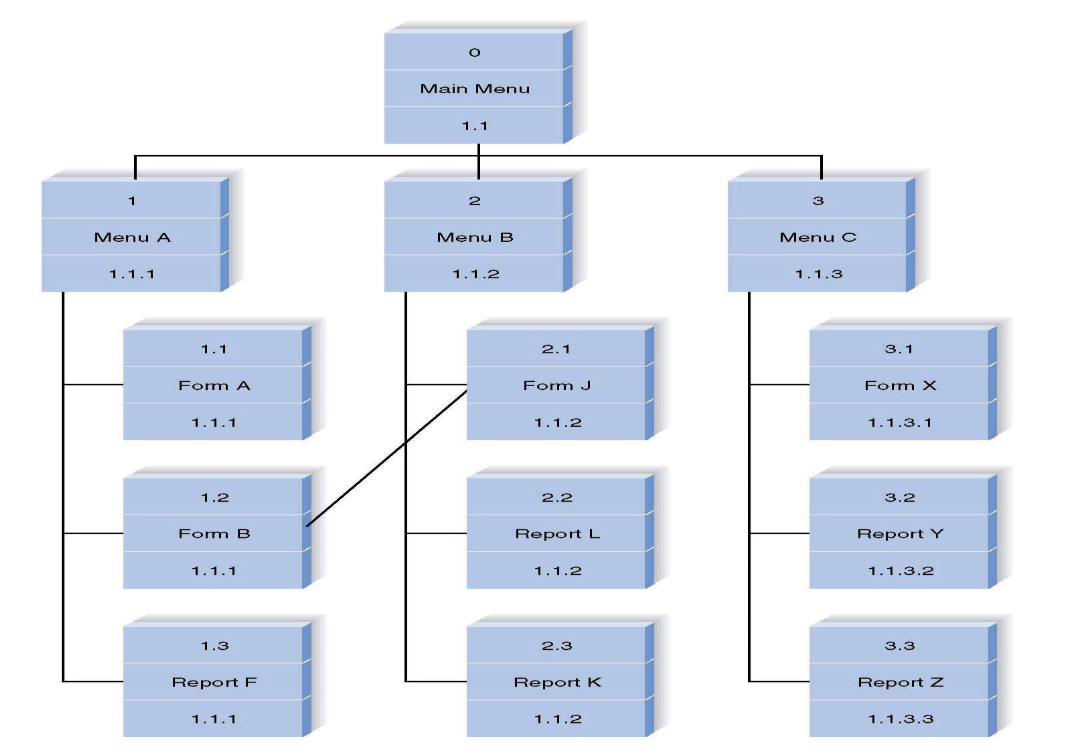 0
Main Menu
1.1
1
Menu A
1.1.1
2
Menu B
1.1.2
3
Menu C
1.1.3
1.1
Form A
1.1.1
1.2
Form B
1.1.1
1.3
Report F
1.1.1
2.1
Form J
1.1.2
2.2
Report L
1.1.2
2.3
Report K
1.1.2
3.1
Form X
1.1.3.1
3.2
Report Y
1.1.3.2
3.3
Report Z
1.1.3.3